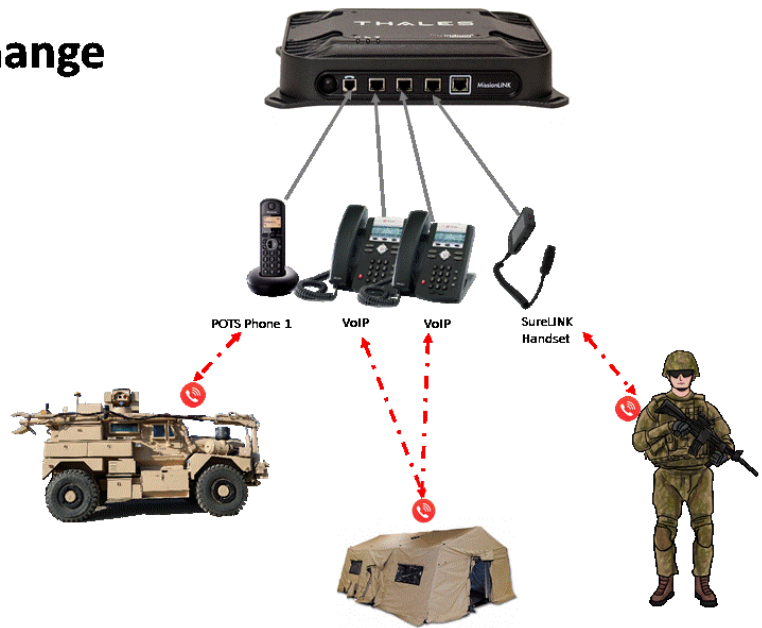 THALES
ange
MissionLINK
POTS Phone 1
VoIP
VoIP
SureLINK
Handset